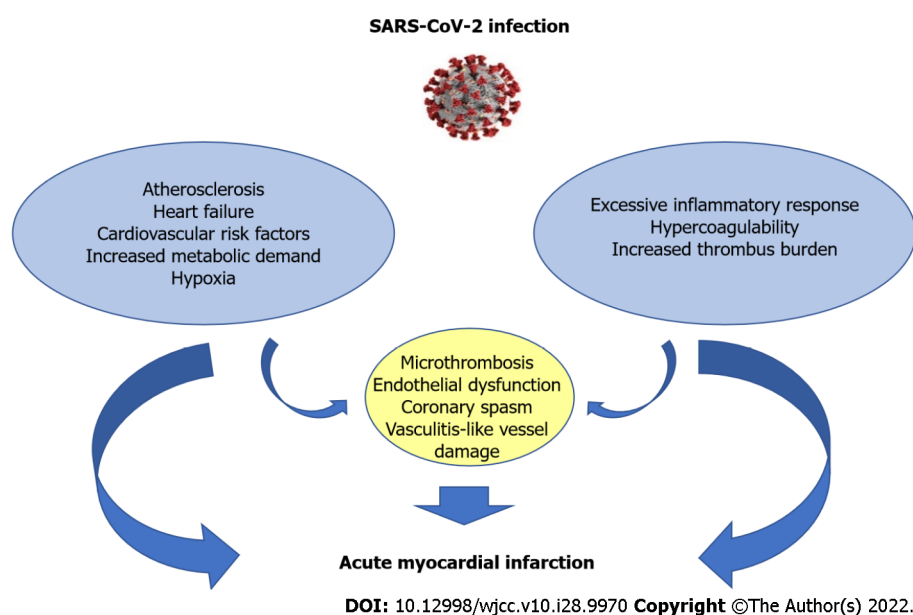 SARS-CoV-2 infection
Atherosclerosis
Heart failure
Cardiovascular risk factors
Increased metabolic demand
Hypoxia
Excessive inflammatory response
Hypercoagulability
Increased thrombus burden
Microthrombosis
Endothelial dysfunction
Coronary spasm
Vasculitis-like vessel
damage
Acute myocardial infarction
DOI: 10.12998/wjcc.v10.i28.9970 Copyright ©The Author(s) 2022.